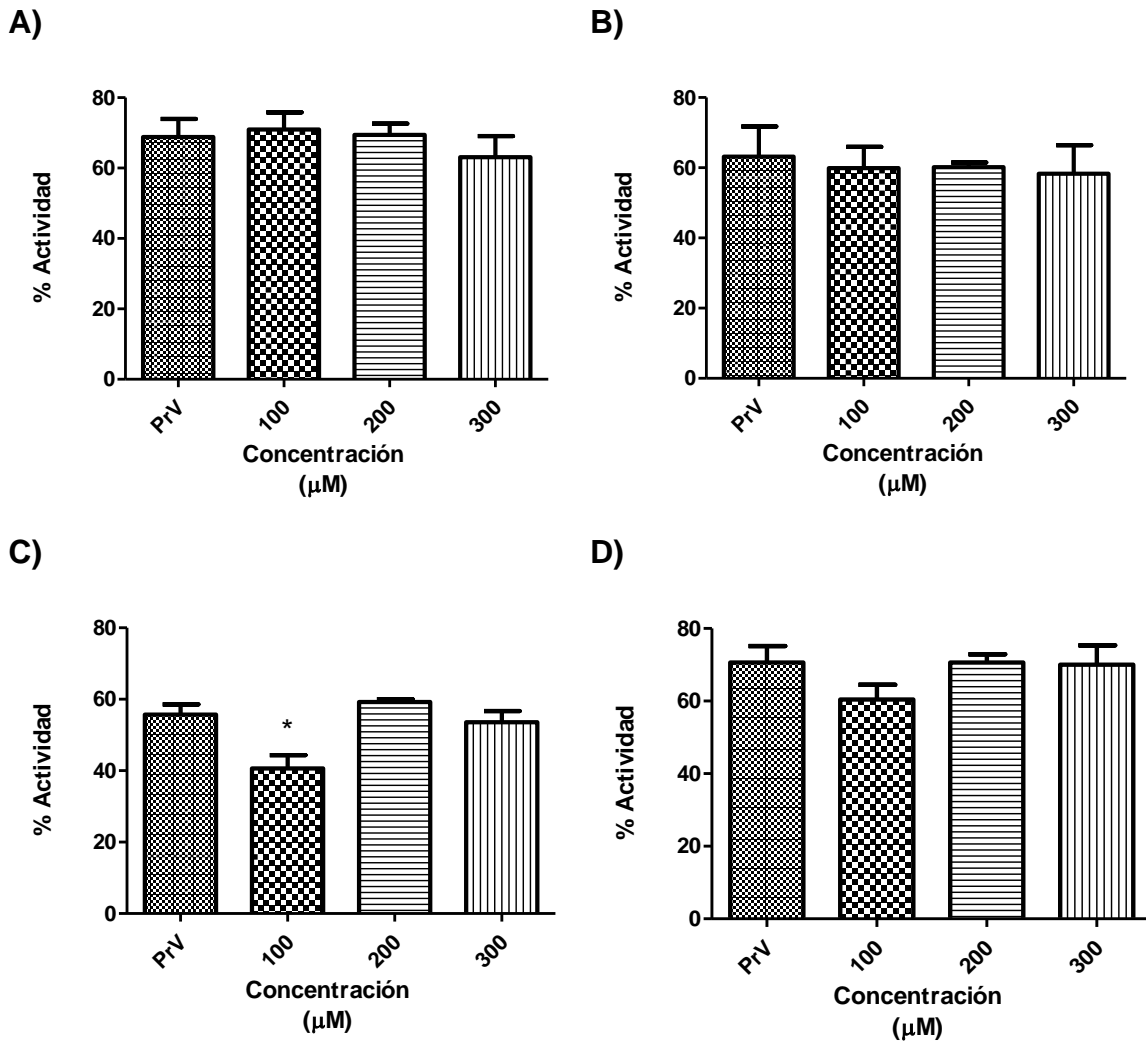 A)
80
60
40
20
0
% Actividad
PrV
100
200
300
Concentración
(μM)
B)
80
60
40
20
0
% Actividad
PrV
100
200
300
Concentración
(μM)
C)
80
60
40
20
0
% Actividad
*
PrV
100
200
300
Concentración
(μM)
D)
80
60
40
20
0
% Actividad
PrV
100
200
300
Concentración
(μM)